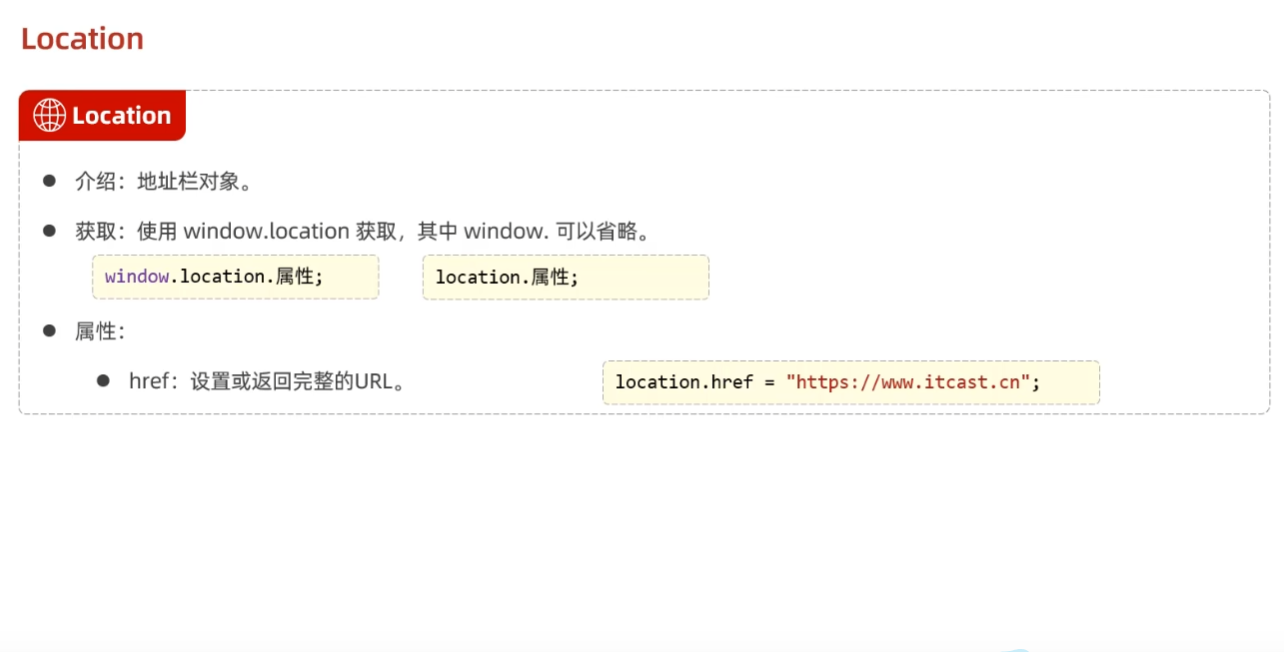 Location
Location
介绍：地址栏对象。
获取：使用 window.location 获取，其中 window. 可以省略。
window.location.属性; location.属性;
属性：
href：设置或返回完整的URL。 location.href = "https://www.itcast.cn";